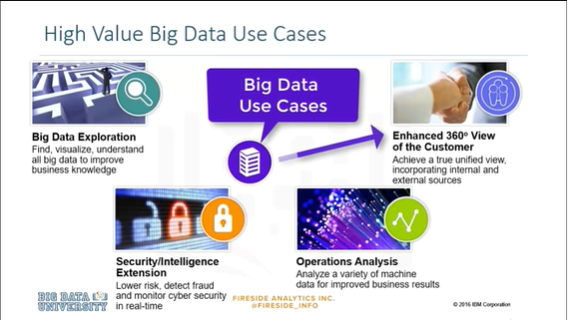 High Value Big Data Use Cases
Big Data
Use Cases
Big Data Exploration
Find, visualize, understand
all big data to improve
business knowledge
Enhanced 360º View
of the Customer
Achieve a true unified view,
incorporating internal and
external sources
Security/Intelligence
Extension
Lower risk, detect fraud
and monitor cyber security
in real-time
Operations Analysis
Analyze a variety of machine
data for improved business results
BIG DATA
UNIVERSITY
FIRESIDE ANALYTICS INC.
@FIRESIDE_INFO
© 2016 IBM Corporation